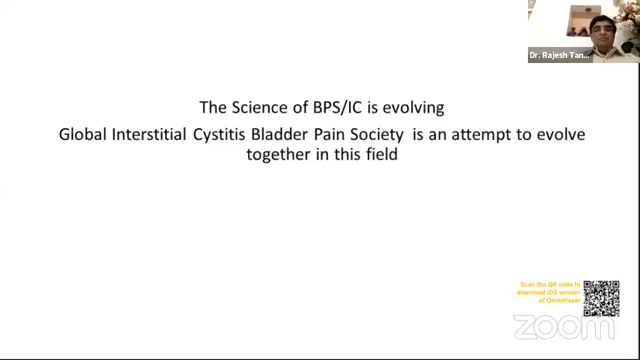 Dr. Rajesh Tan...
The Science of BPS/IC is evolving
Global Interstitial Cystitis Bladder Pain Society is an attempt to evolve
together in this field
Scan the QR code to
download iOS version
of OmniPlayer
zoom